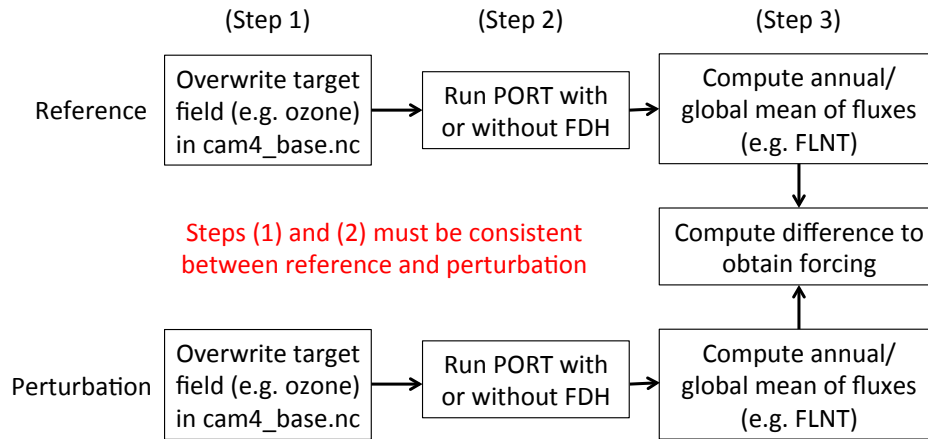 (Step 1) (Step 2) (Step 3)
Reference
Overwrite target
field (e.g. ozone)
in cam4_base.nc
Run PORT with
or without FDH
Compute annual/
global mean of fluxes
(e.g. FLNT)
Steps (1) and (2) must be consistent
between reference and perturbation
Compute difference to
obtain forcing
Perturbation
Overwrite target
field (e.g. ozone)
in cam4_base.nc
Run PORT with
or without FDH
Compute annual/
global mean of fluxes
(e.g. FLNT)